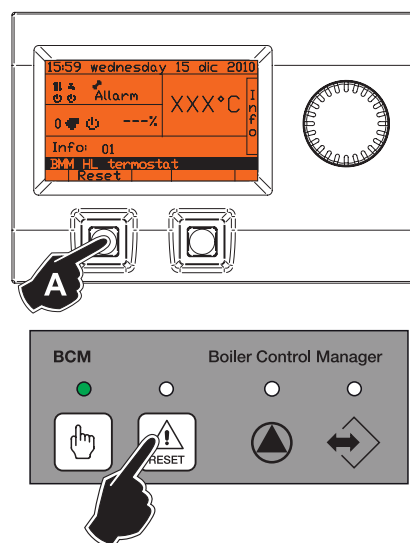 15:59 wednesday 15 dic 2010
Allarm
XXX°C
Info
0 ---%
Info: 01
BMM HL termostat
Reset
A
BCM Boiler Control Manager
RESET